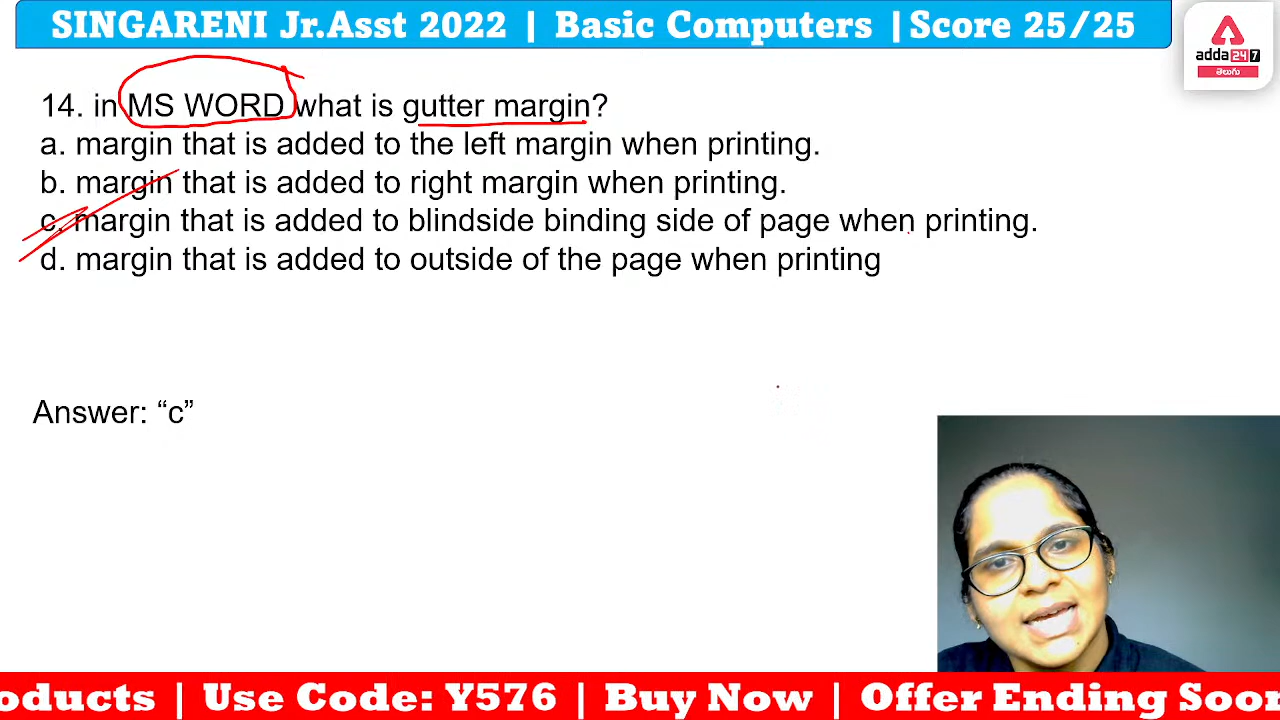 SINGARENI Jr.Asst 2022 | Basic Computers | Score 25/25
adda 24 7
తెలుగు
14. in MS WORD what is gutter margin?
a. margin that is added to the left margin when printing.
b. margin that is added to right margin when printing.
c. margin that is added to blindside binding side of page when printing.
d. margin that is added to outside of the page when printing
Answer: “c”
oducts | Use Code: Y576 | Buy Now | Offer Ending Soon